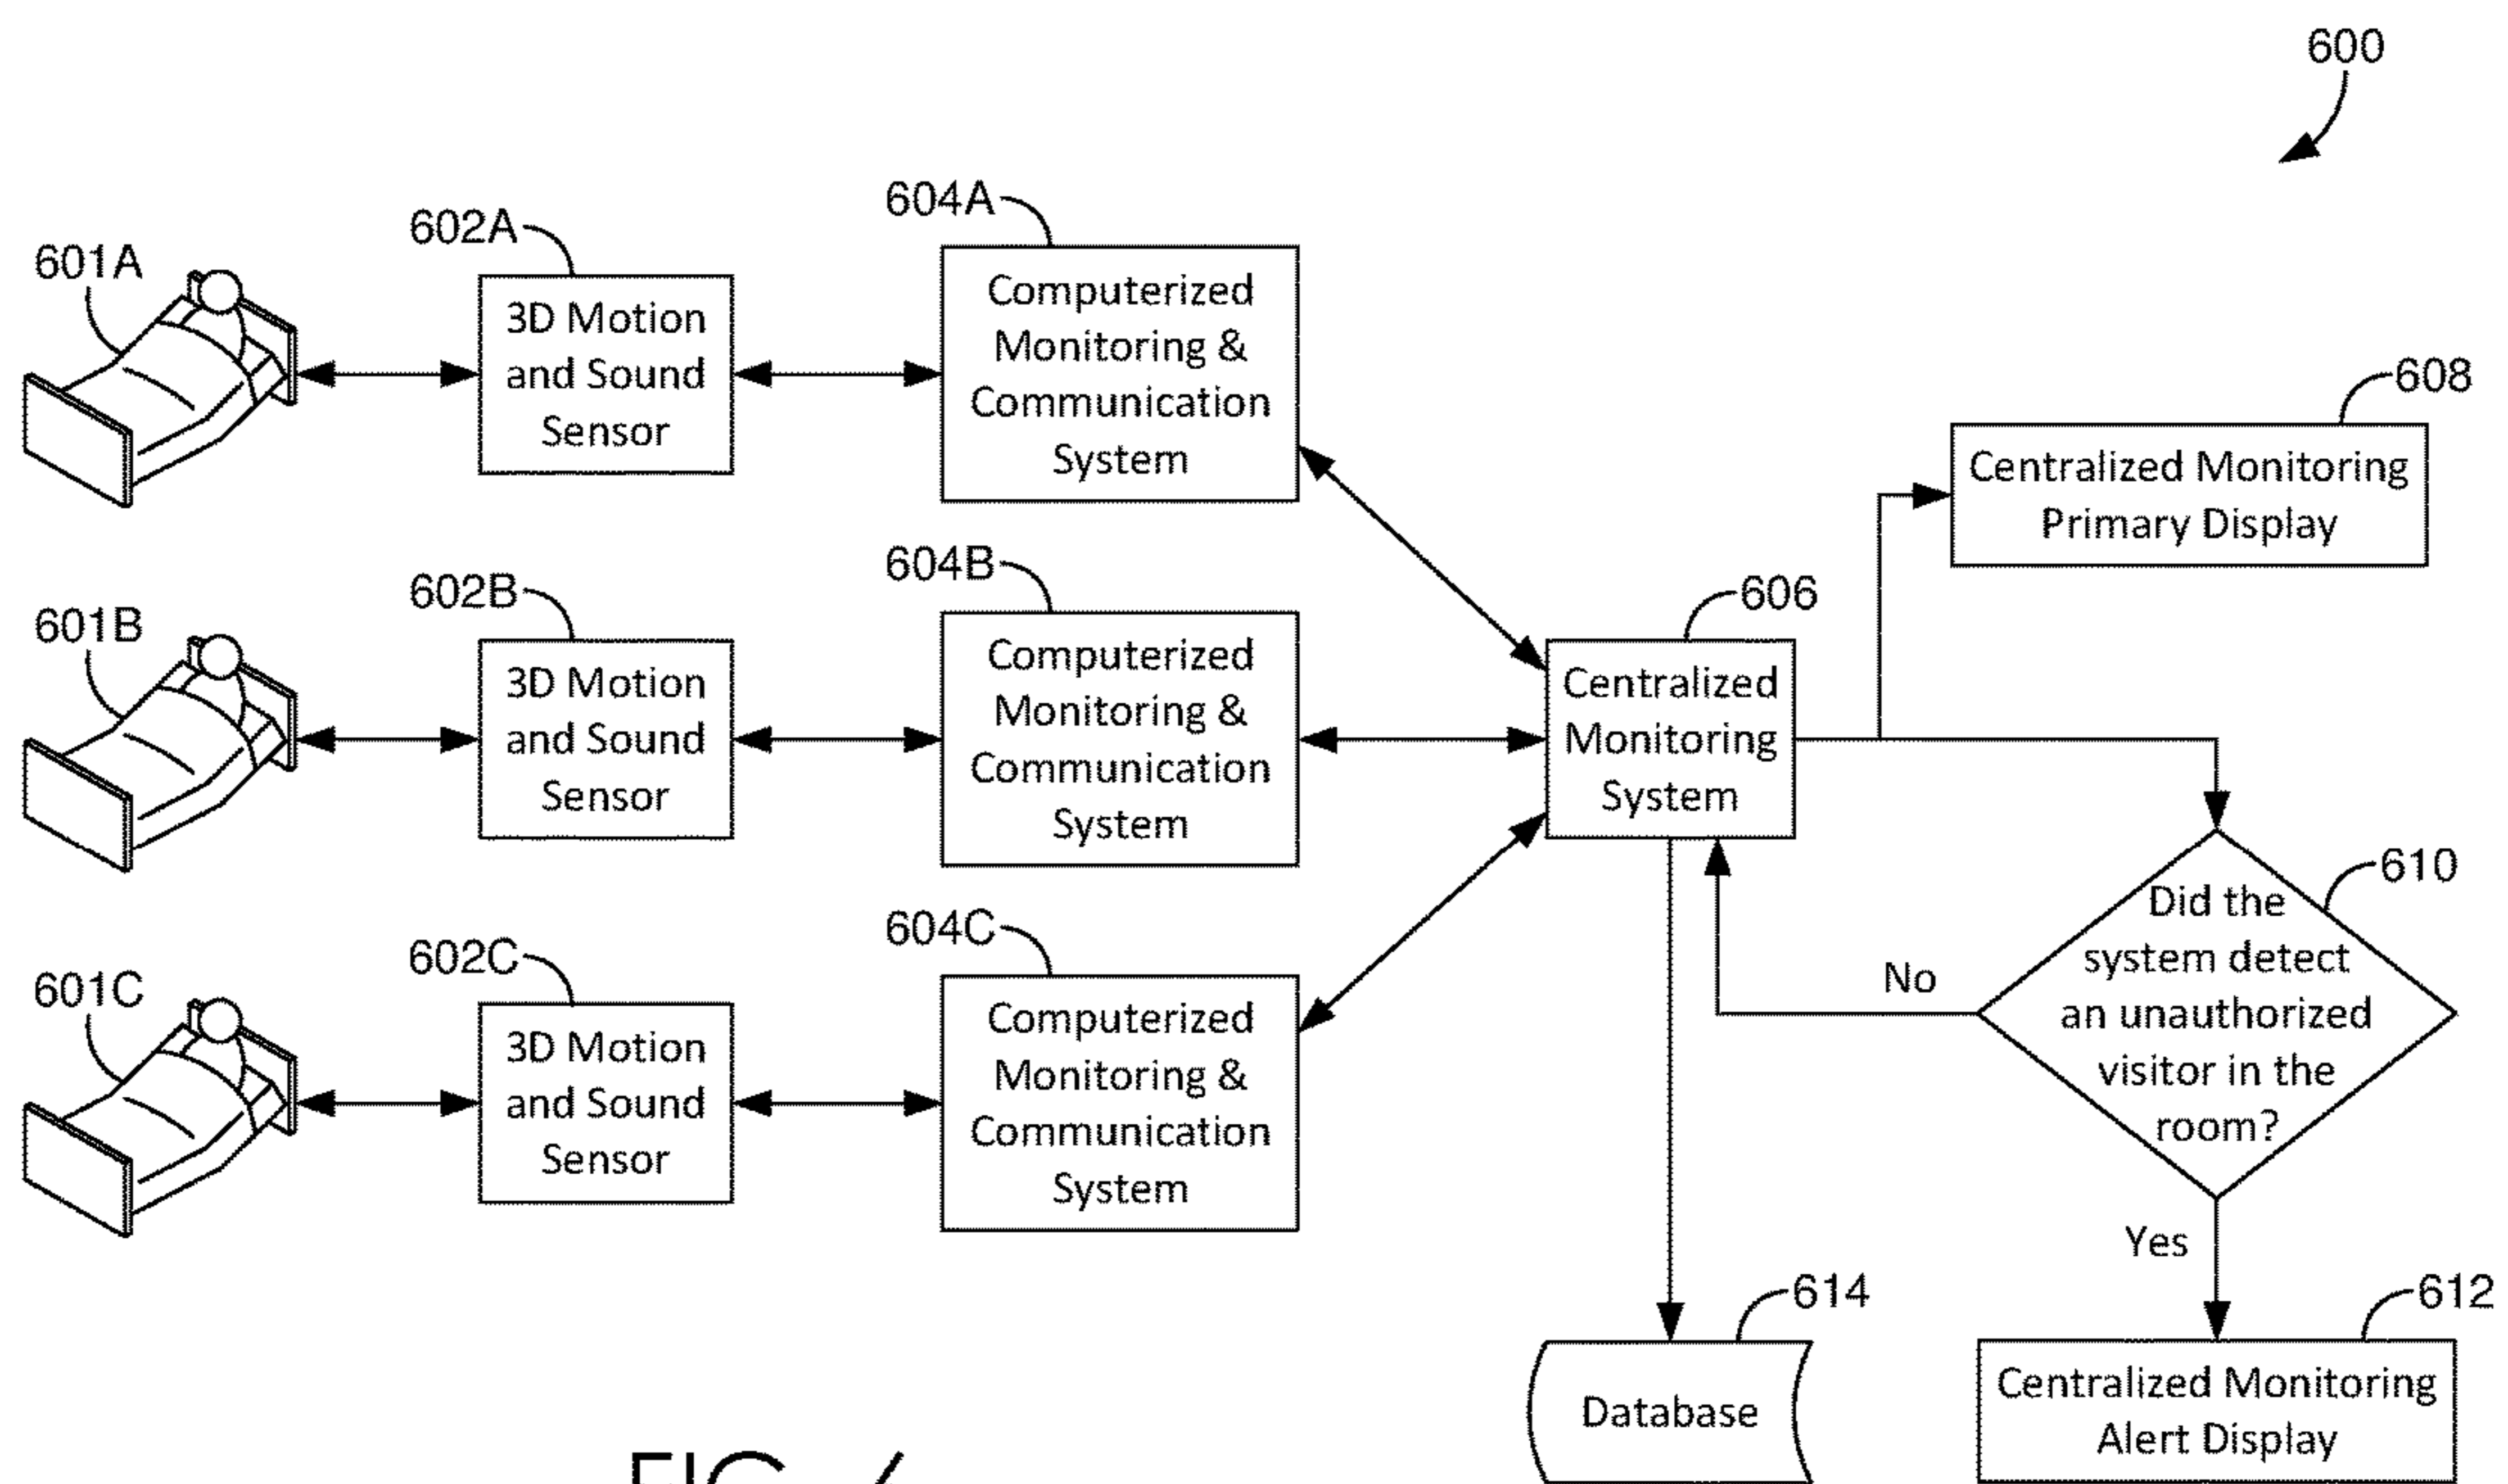 600
601A
602A
3D Motion
and Sound
Sensor
604A
Computerized
Monitoring &
Communication
System
601B
602B
3D Motion
and Sound
Sensor
604B
Computerized
Monitoring &
Communication
System
601C
602C
3D Motion
and Sound
Sensor
604C
Computerized
Monitoring &
Communication
System
606
Centralized
Monitoring
System
608
Centralized Monitoring
Primary Display
610
Did the
system detect
an unauthorized
visitor in the
room?
No
Yes
612
Centralized Monitoring
Alert Display
614
Database
FIG.